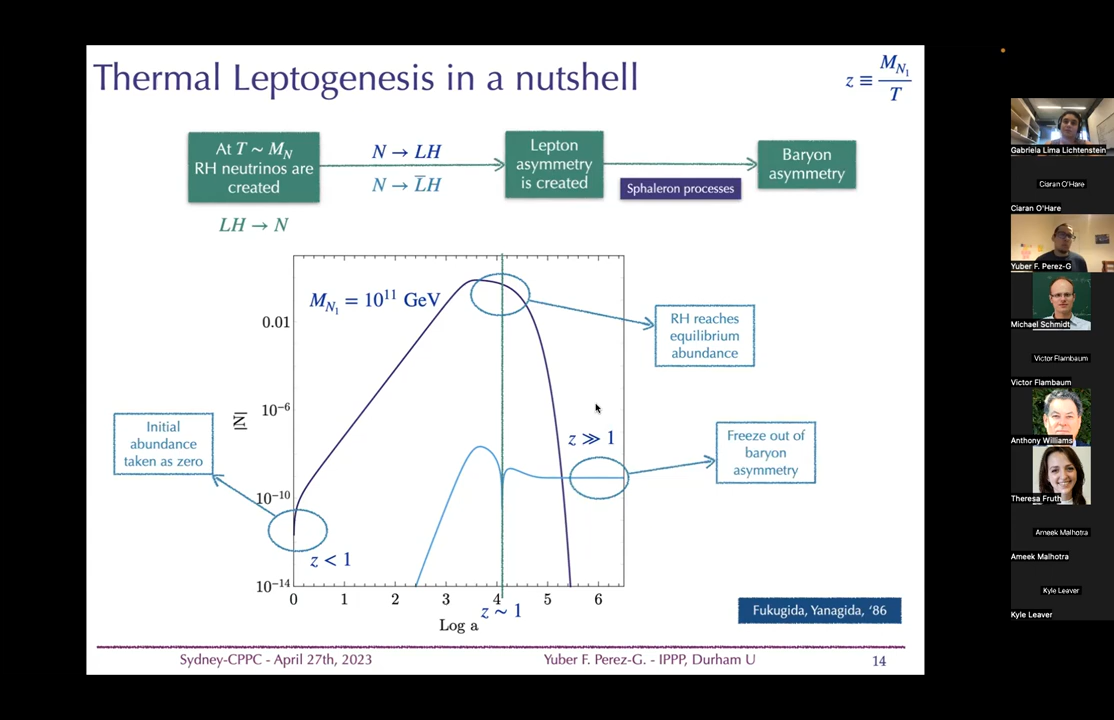 Thermal Leptogenesis in a nutshell
z ≡ M_{N_1} / T
At T ~ M_N
RH neutrinos are
created
N → LH
N → L̅H
Lepton
asymmetry
is created
Sphaleron processes
Baryon
asymmetry
LH → N
M_{N_1} = 10^{11} GeV
RH reaches
equilibrium
abundance
Initial
abundance
taken as zero
z < 1
z ≫ 1
Freeze out of
baryon
asymmetry
|N|
0.01
10^{-6}
10^{-10}
10^{-14}
0 1 2 3 4 5 6
z ~ 1
Log a
Fukugida, Yanagida, ‘86
Sydney-CPPC - April 27th, 2023
Yuber F. Perez-G. - IPPP, Durham U
14
Gabriela Lima Lichtenstein
Ciaran O'Hare
Ciaran O'Hare
Yuber F. Perez-G
Michael Schmidt
Victor Flambaum
Victor Flambaum
Anthony Williams
Theresa Fruth
Ameek Malhotra
Ameek Malhotra
Kyle Leaver
Kyle Leaver